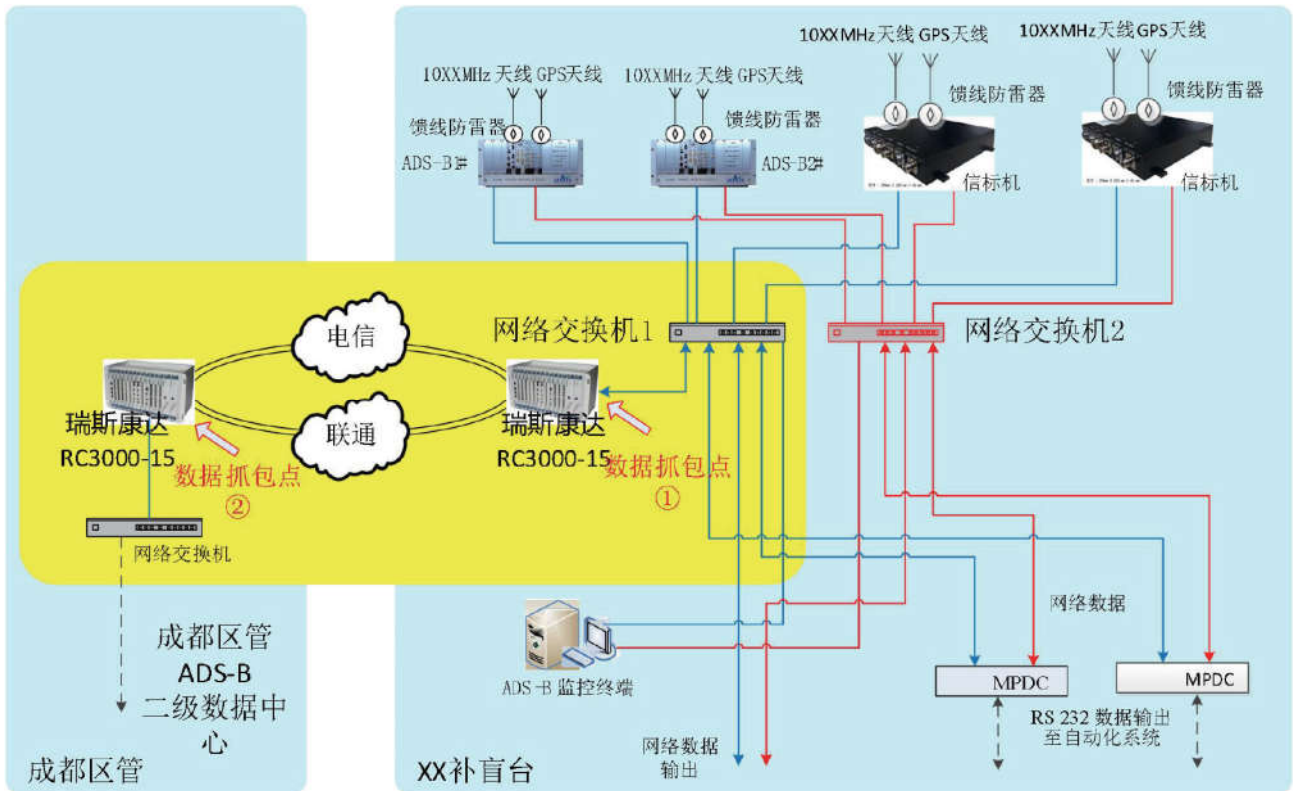 10XXMHz天线 GPS天线
10XXMHz天线 GPS天线
10XXMHz 天线 GPS天线
10XXMHz天线 GPS天线
馈线防雷器
馈线防雷器
馈线防雷器
馈线防雷器
ADS-B1#
ADS-B2#
信标机
信标机
网络交换机1
网络交换机2
电信
联通
瑞斯康达
RC3000-15
瑞斯康达
RC3000-15
数据抓包点
②
数据抓包点
①
网络交换机
成都区管
ADS-B
二级数据中
心
成都区管
ADS-B 监控终端
网络数据
MPDC
MPDC
RS 232 数据输出
至自动化系统
网络数据
输出
XX补盲台